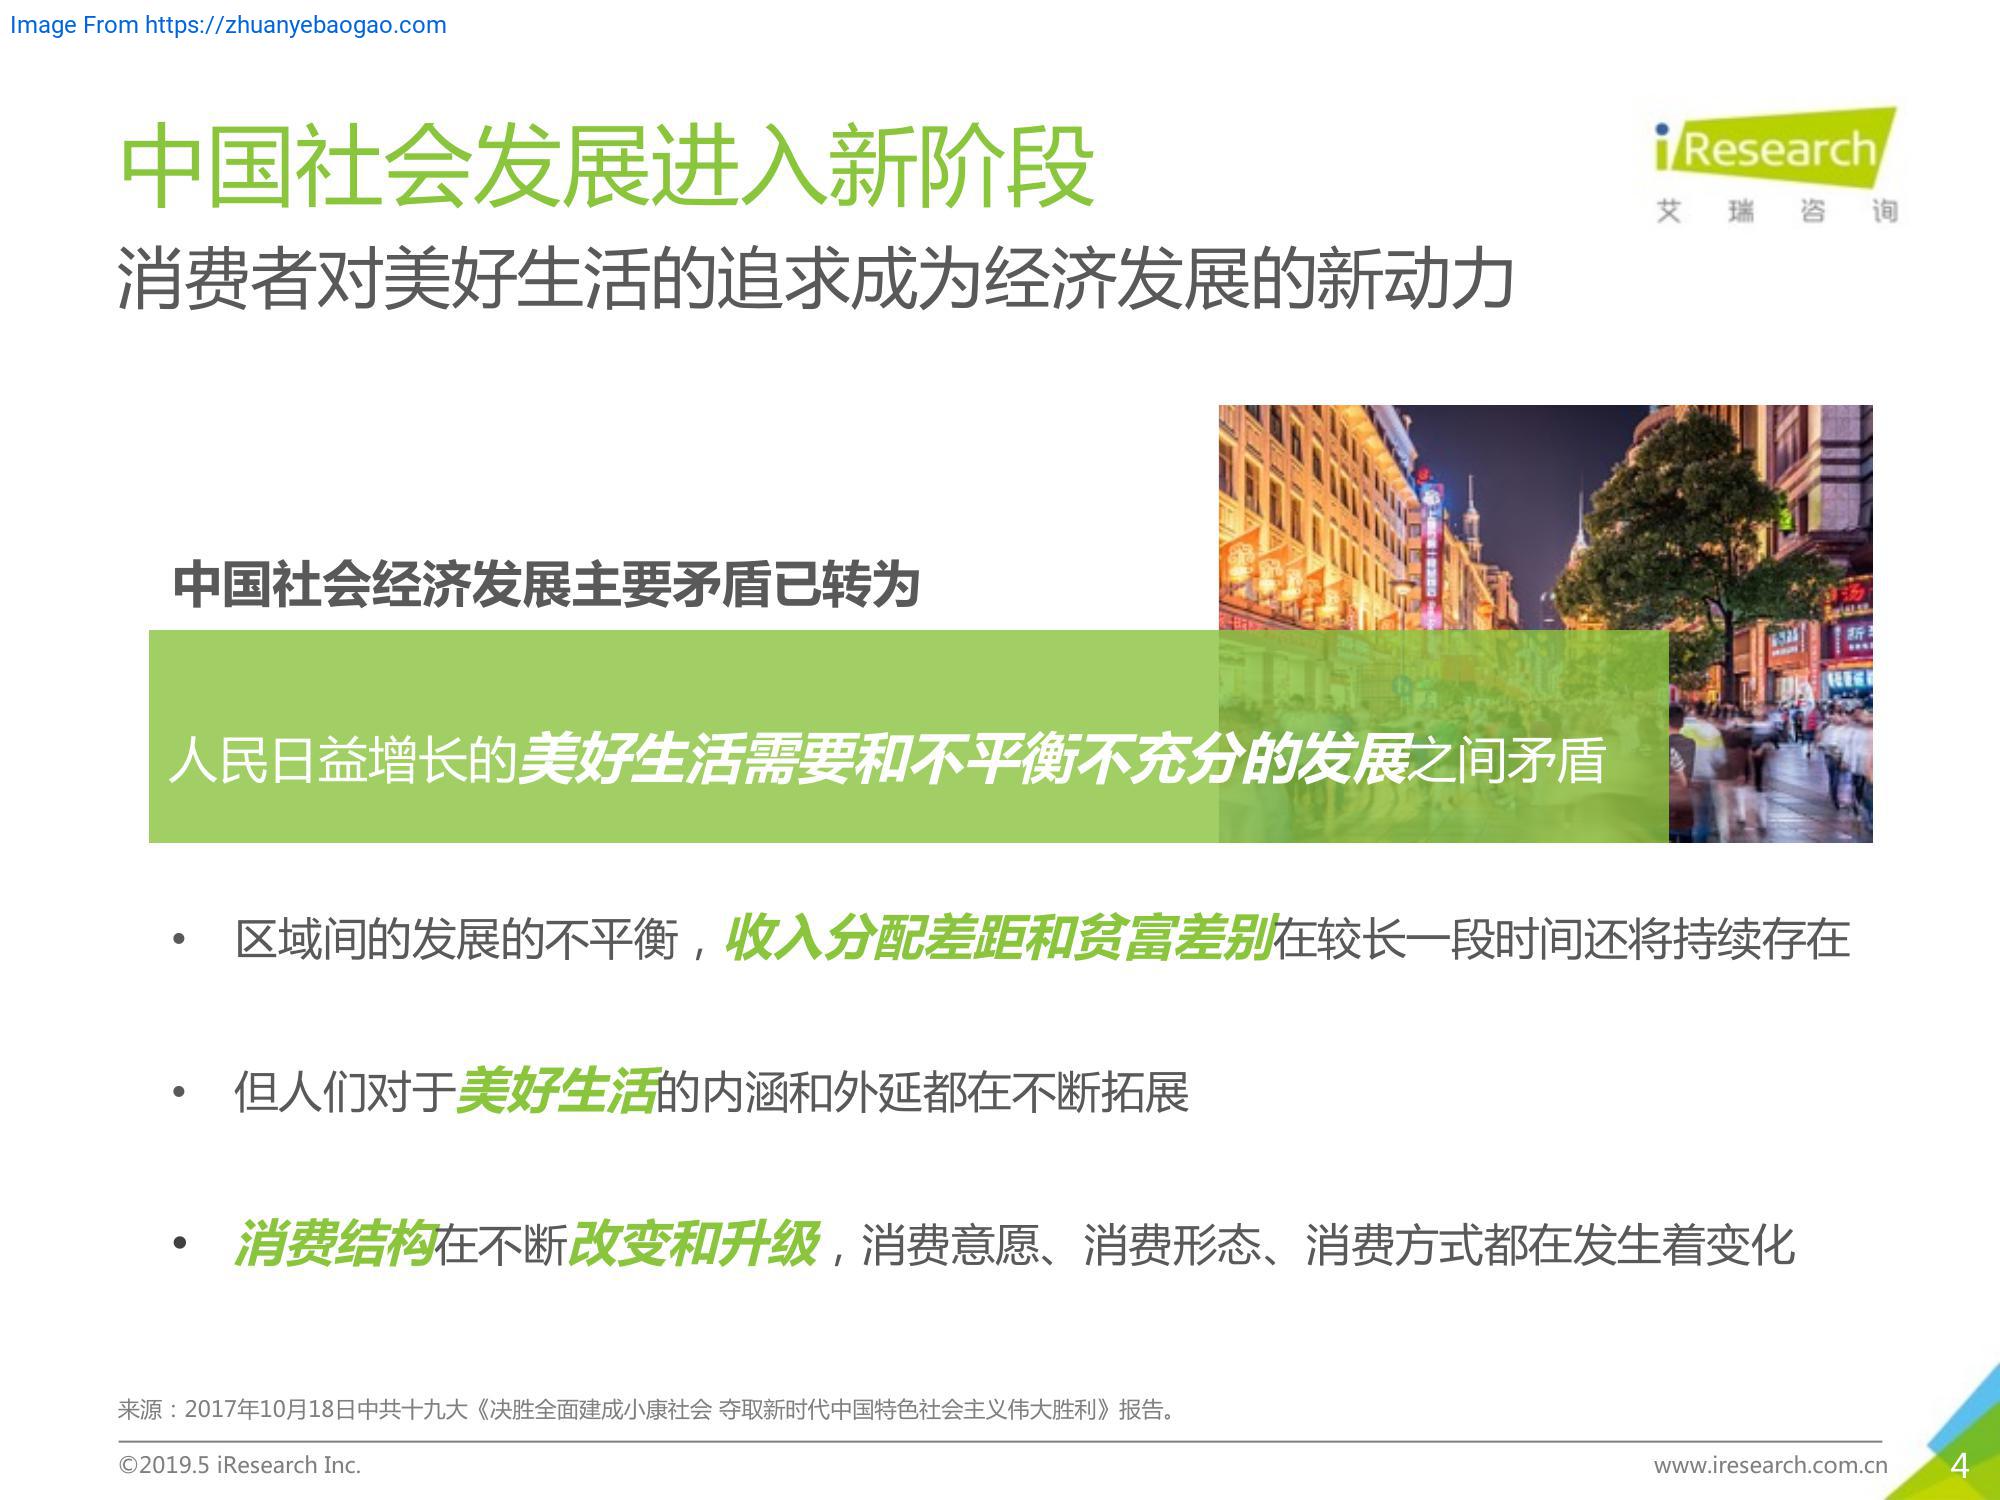 Image From https://zhuanyebaogao.com
中国社会发展进入新阶段
iResearch
艾瑞咨询
消费者对美好生活的追求成为经济发展的新动力
中国社会经济发展主要矛盾已转为
人民日益增长的美好生活需要和不平衡不充分的发展之间矛盾
• 区域间的发展的不平衡，收入分配差距和贫富差别在较长一段时间还将持续存在
• 但人们对于美好生活的内涵和外延都在不断拓展
• 消费结构在不断改变和升级，消费意愿、消费形态、消费方式都在发生着变化
来源：2017年10月18日中共十九大《决胜全面建成小康社会 夺取新时代中国特色社会主义伟大胜利》报告。
©2019.5 iResearch Inc.
www.iresearch.com.cn
4